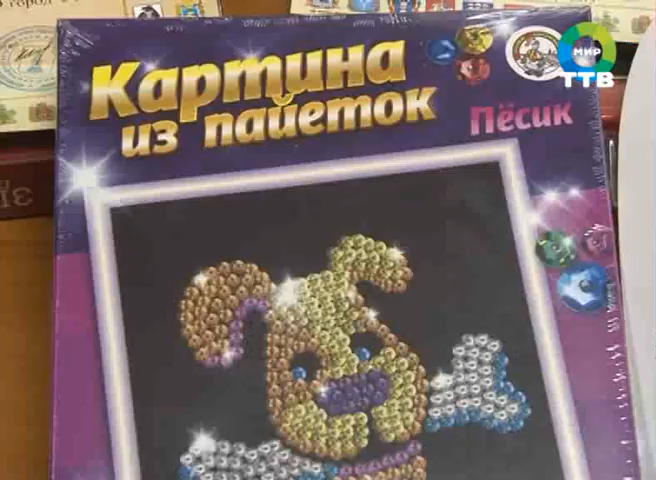 МИР
ТТВ
Картина
из пайеток
Пёсик